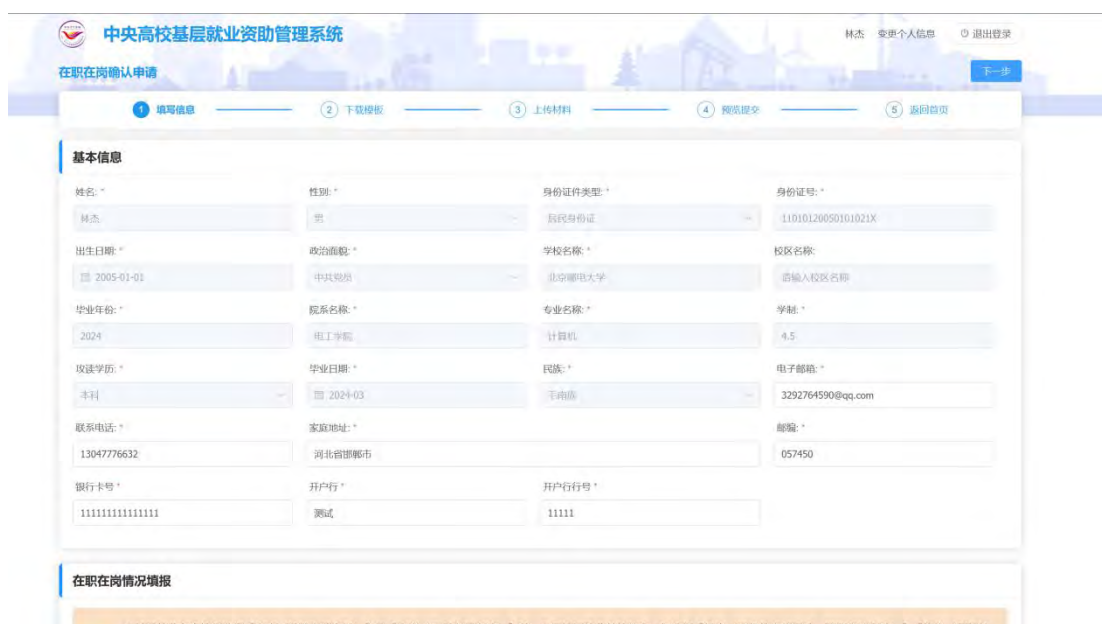 中央高校基层就业资助管理系统
林杰 变更个人信息 退出登录
在职在岗确认申请
下一步
1 填写信息 2 下载模板 3 上传材料 4 预览提交 5 返回首页
基本信息
姓名: * 性别: * 身份证件类型: * 身份证号: *
林杰 男 居民身份证 11010120050101021X
出生日期: * 政治面貌: * 学校名称: * 校区名称:
2005-01-01 中共党员 北京邮电大学 请输入校区名称
毕业年份: * 院系名称: * 专业名称: * 学制: *
2024 电工学院 计算机 4.5
攻读学历: * 毕业日期: * 民族: * 电子邮箱: *
本科 2024-03 3292764590@qq.com
联系电话: * 家庭地址: * 邮编: *
13047776632 河北省邯郸市 057450
银行卡号 * 开户行 * 开户行行号 *
111111111111111 测试 11111
在职在岗情况填报